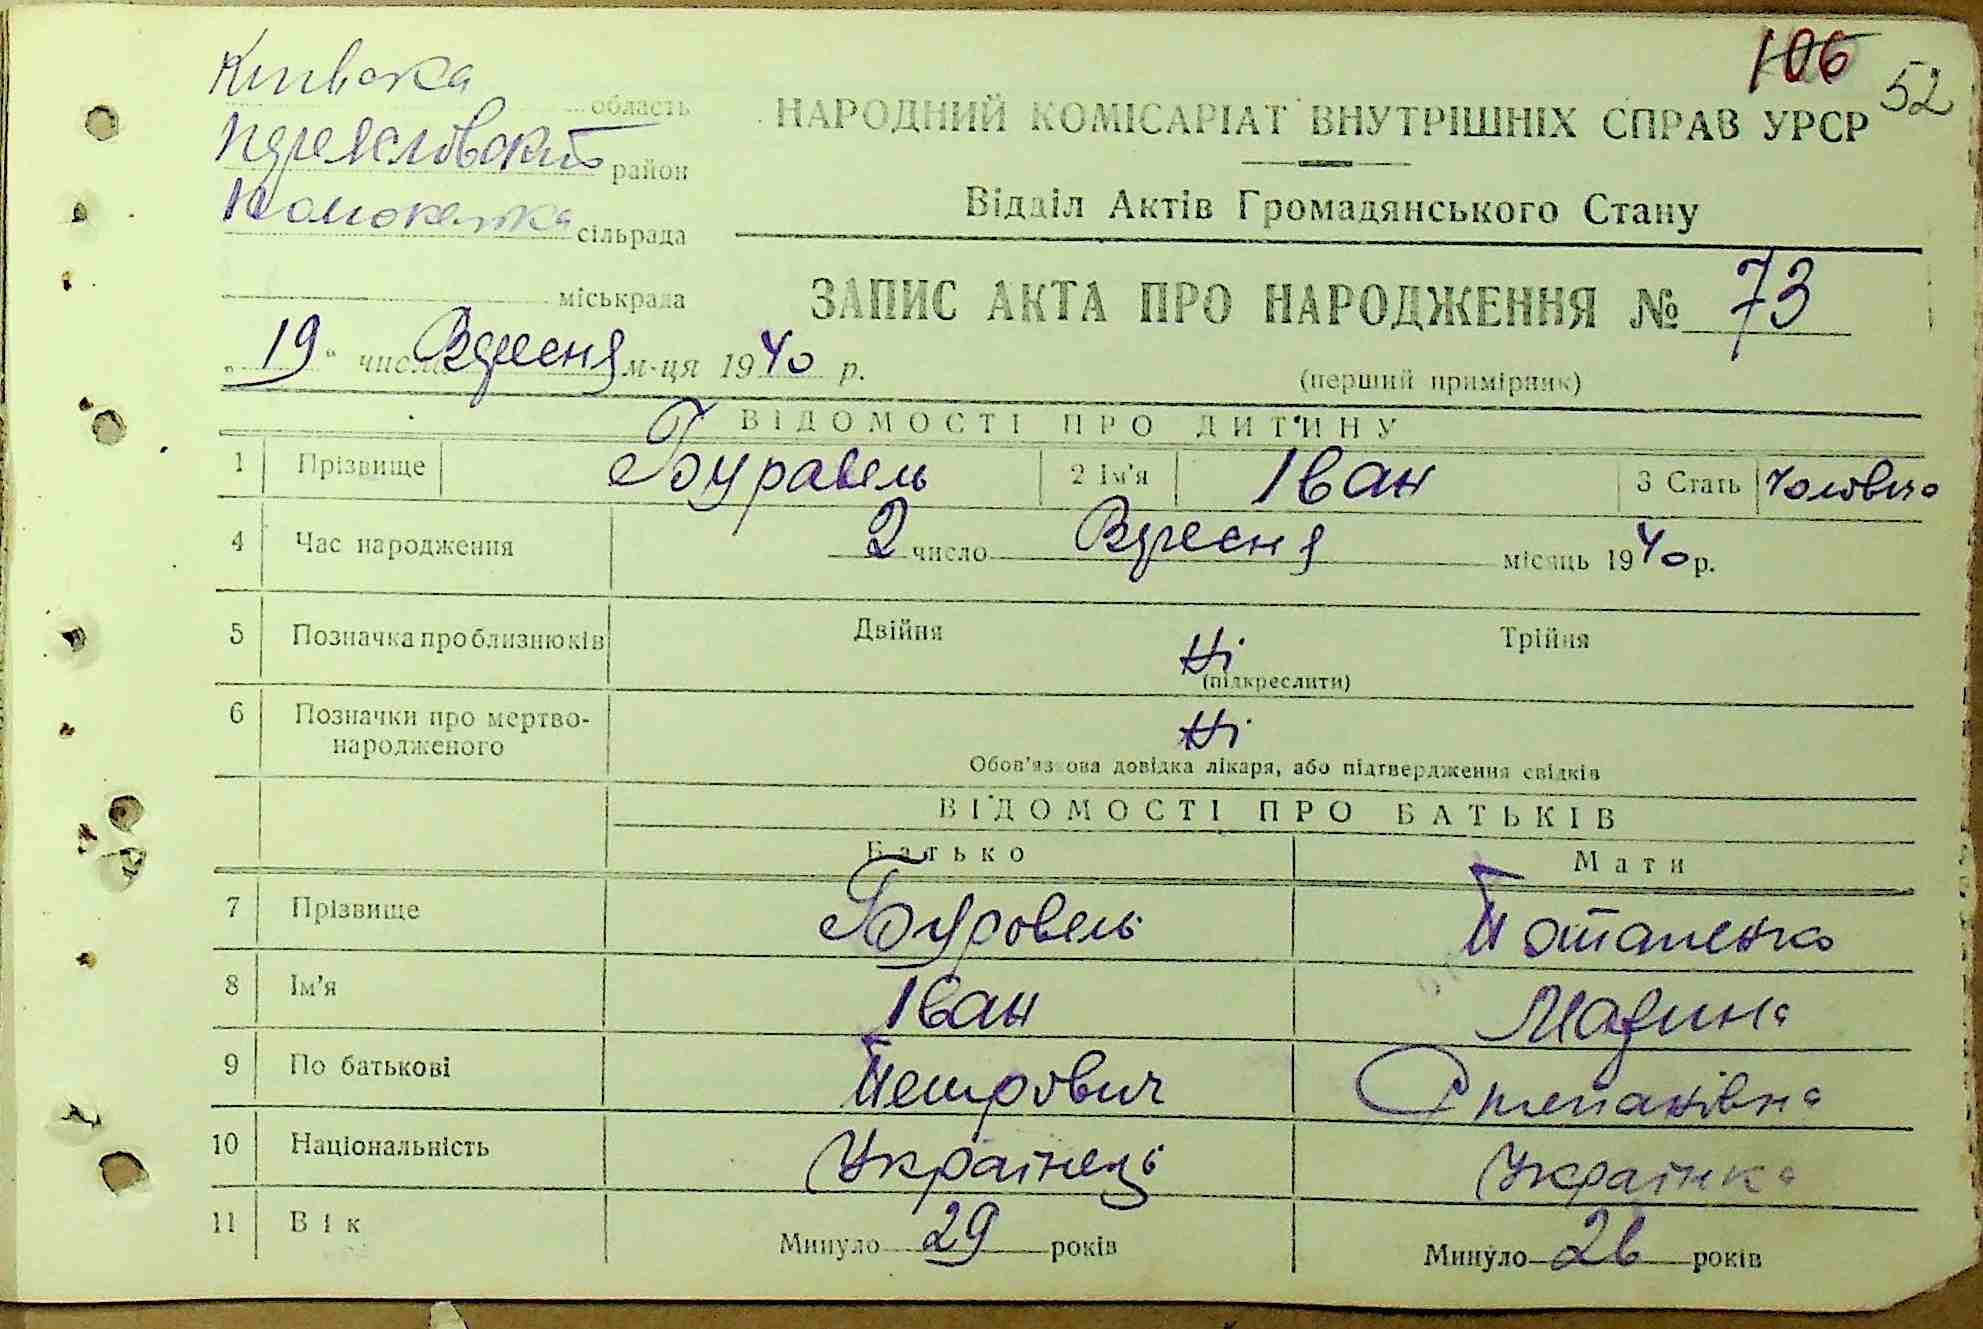 106 52
Київска область
Переяславский район
сільрада
міськрада
НАРОДНИЙ КОМІСАРІАТ ВНУТРІШНІХ СПРАВ УРСР
Відділ Актів Громадянського Стану
ЗАПИС АКТА ПРО НАРОДЖЕННЯ № 73
„19“ числа Вересня м-ця 1940 р.
(перший примірник)
ВІДОМОСТІ ПРО ДИТИНУ
1 Прізвище Буравель 2 Ім'я Іван 3 Стать Чоловіча
4 Час народження 2 число Вересня місяць 1940 р.
5 Позначка про близнюків Двійня Ні Трійня
(підкреслити)
6 Позначки про мертво-
народженого Ні
Обов'язкова довідка лікаря, або підтвердження свідків
ВІДОМОСТІ ПРО БАТЬКІВ
Батько Мати
7 Прізвище Буровель Потапенко
8 Ім'я Іван Марина
9 По батькові Петрович Степанівна
10 Національність Українець Українка
11 Вік Минуло 29 років Минуло 26 років